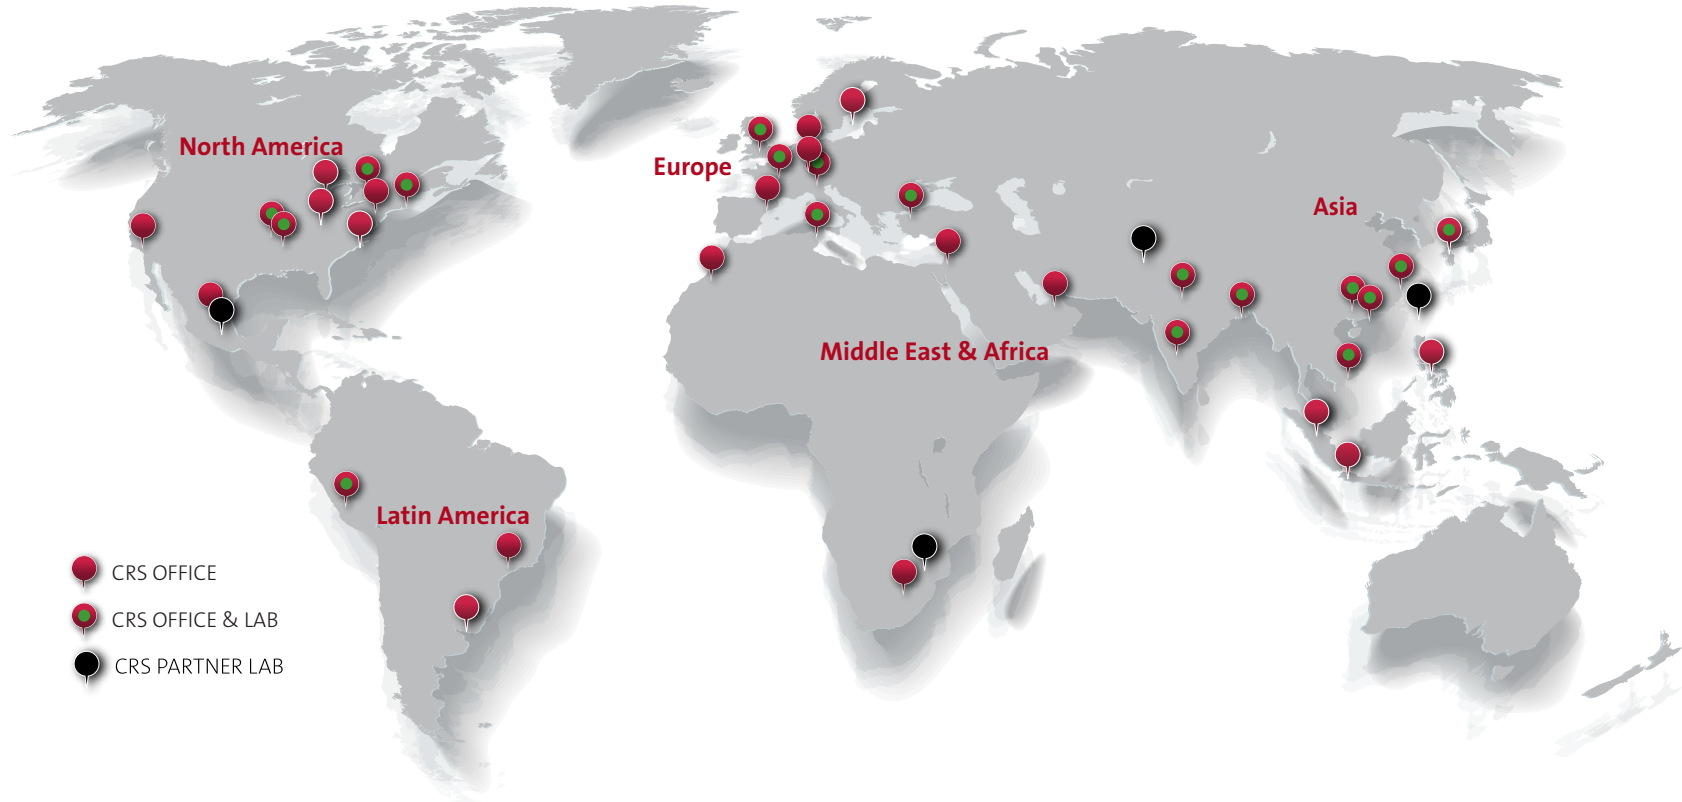 North America
Europe
Asia
Middle East & Africa
Latin America
CRS OFFICE
CRS OFFICE & LAB
CRS PARTNER LAB